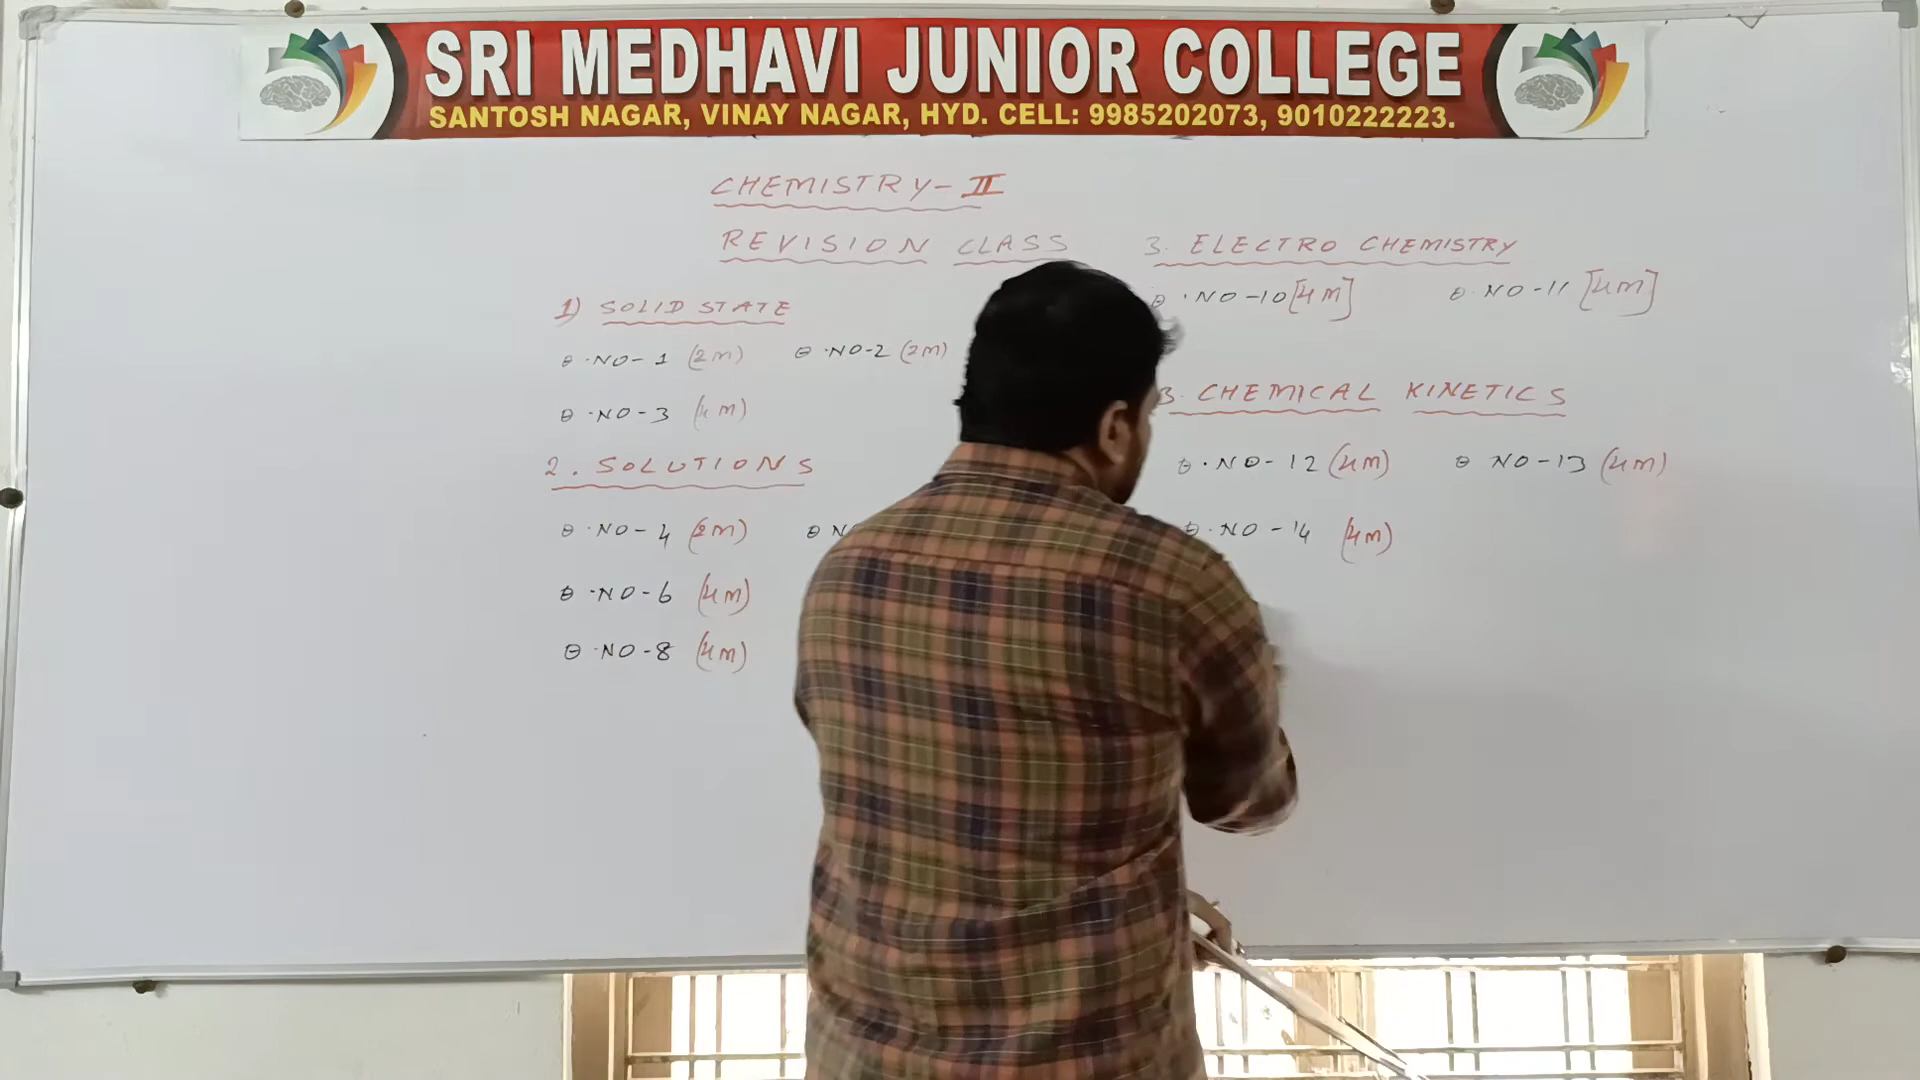 SRI MEDHAVI JUNIOR COLLEGE
SANTOSH NAGAR, VINAY NAGAR, HYD. CELL: 9985202073, 9010222223.
CHEMISTRY-II
REVISION CLASS
1) SOLID STATE
Q.NO-1 (2M) Q.NO-2 (2M)
Q.NO-3 (4M)
2. SOLUTIONS
Q.NO-4 (2M) Q N
Q.NO-6 (4M)
Q.NO-8 (4M)
3. ELECTRO CHEMISTRY
Q.NO-10 [4M] Q.NO-11 [4M]
3. CHEMICAL KINETICS
Q.NO-12 (4M) Q NO-13 (4M)
Q.NO-14 (4M)